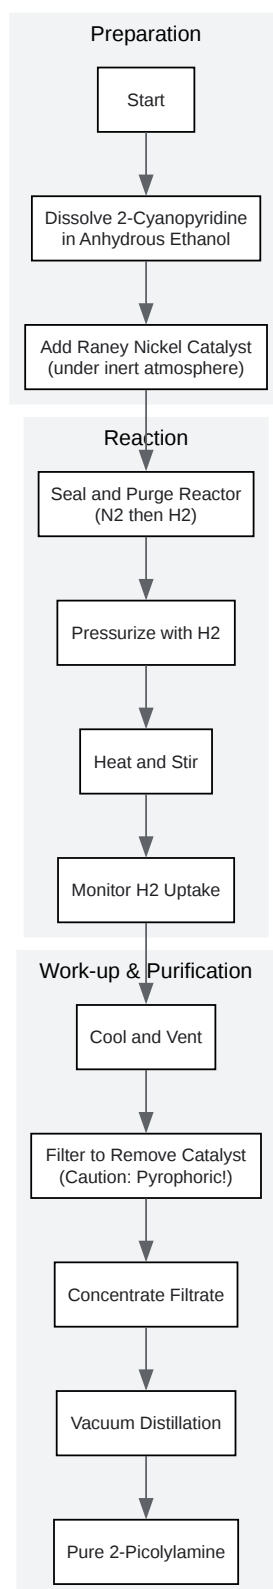 Preparation
Start
Dissolve 2-Cyanopyridine
in Anhydrous Ethanol
Add Raney Nickel Catalyst
(under inert atmosphere)
Reaction
Seal and Purge Reactor
(N2 then H2)
Pressurize with H2
Heat and Stir
Monitor H2 Uptake
Work-up & Purification
Cool and Vent
Filter to Remove Catalyst
(Caution: Pyrophoric!)
Concentrate Filtrate
Vacuum Distillation
Pure 2-Picolylamine